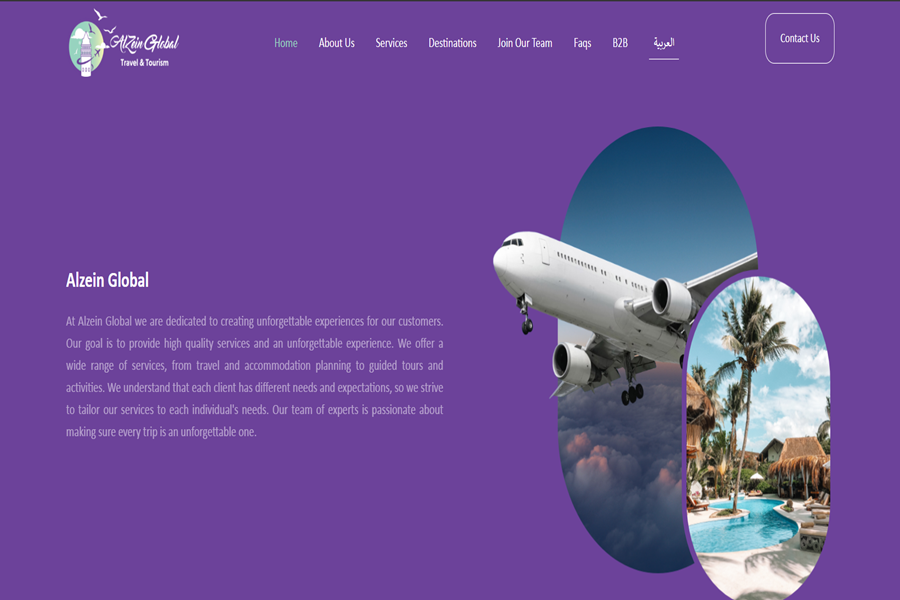 Alzein Global
Travel & Tourism
Home
About Us
Services
Destinations
Join Our Team
Faqs
B2B
العربية
Contact Us
Alzein Global
At Alzein Global we are dedicated to creating unforgettable experiences for our customers.
Our goal is to provide high quality services and an unforgettable experience. We offer a
wide range of services, from travel and accommodation planning to guided tours and
activities. We understand that each client has different needs and expectations, so we strive
to tailor our services to each individual's needs. Our team of experts is passionate about
making sure every trip is an unforgettable one.